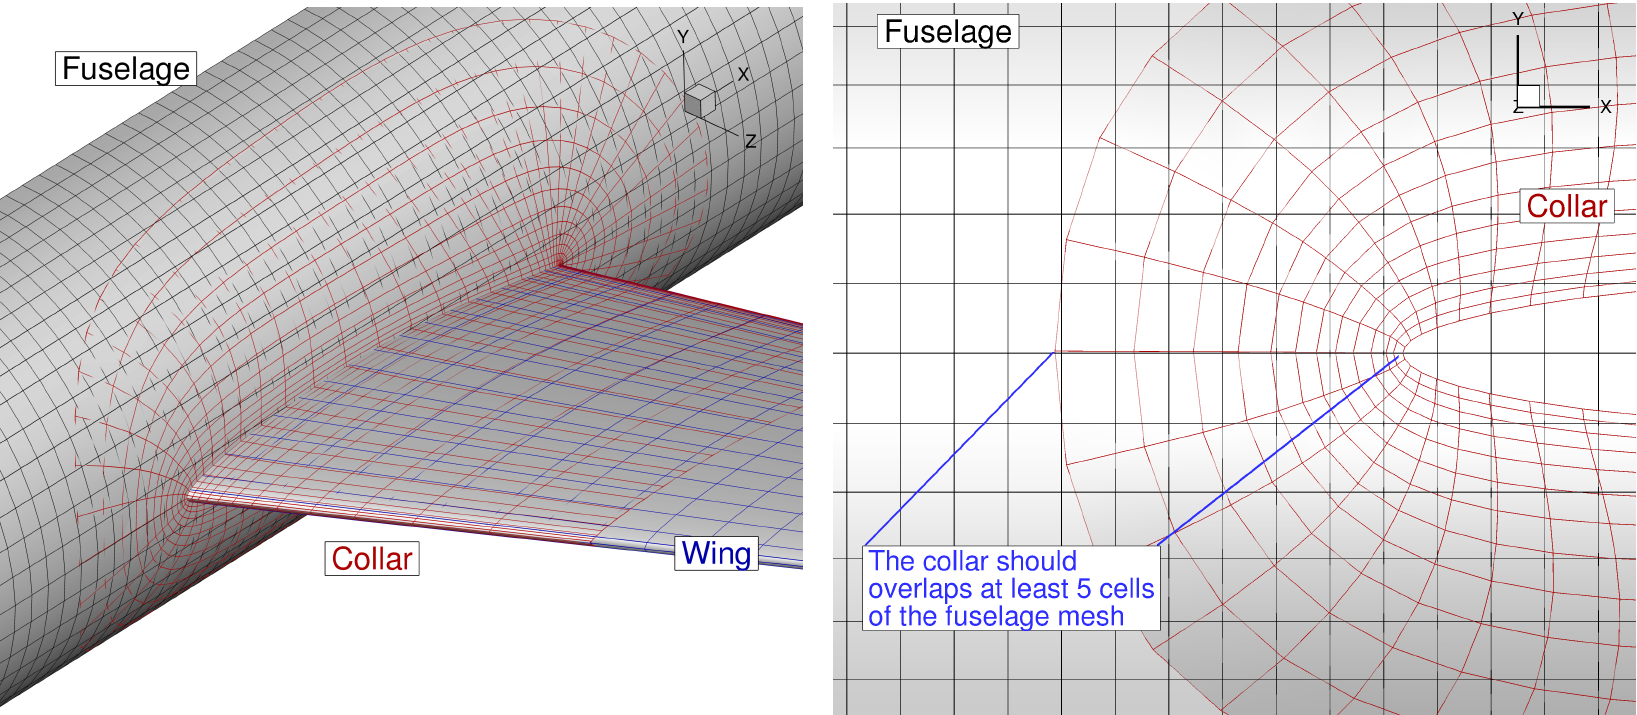 Fuselage
Y
X
Z
Collar
Wing
Fuselage
Y
Z
X
Collar
The collar should
overlaps at least 5 cells
of the fuselage mesh